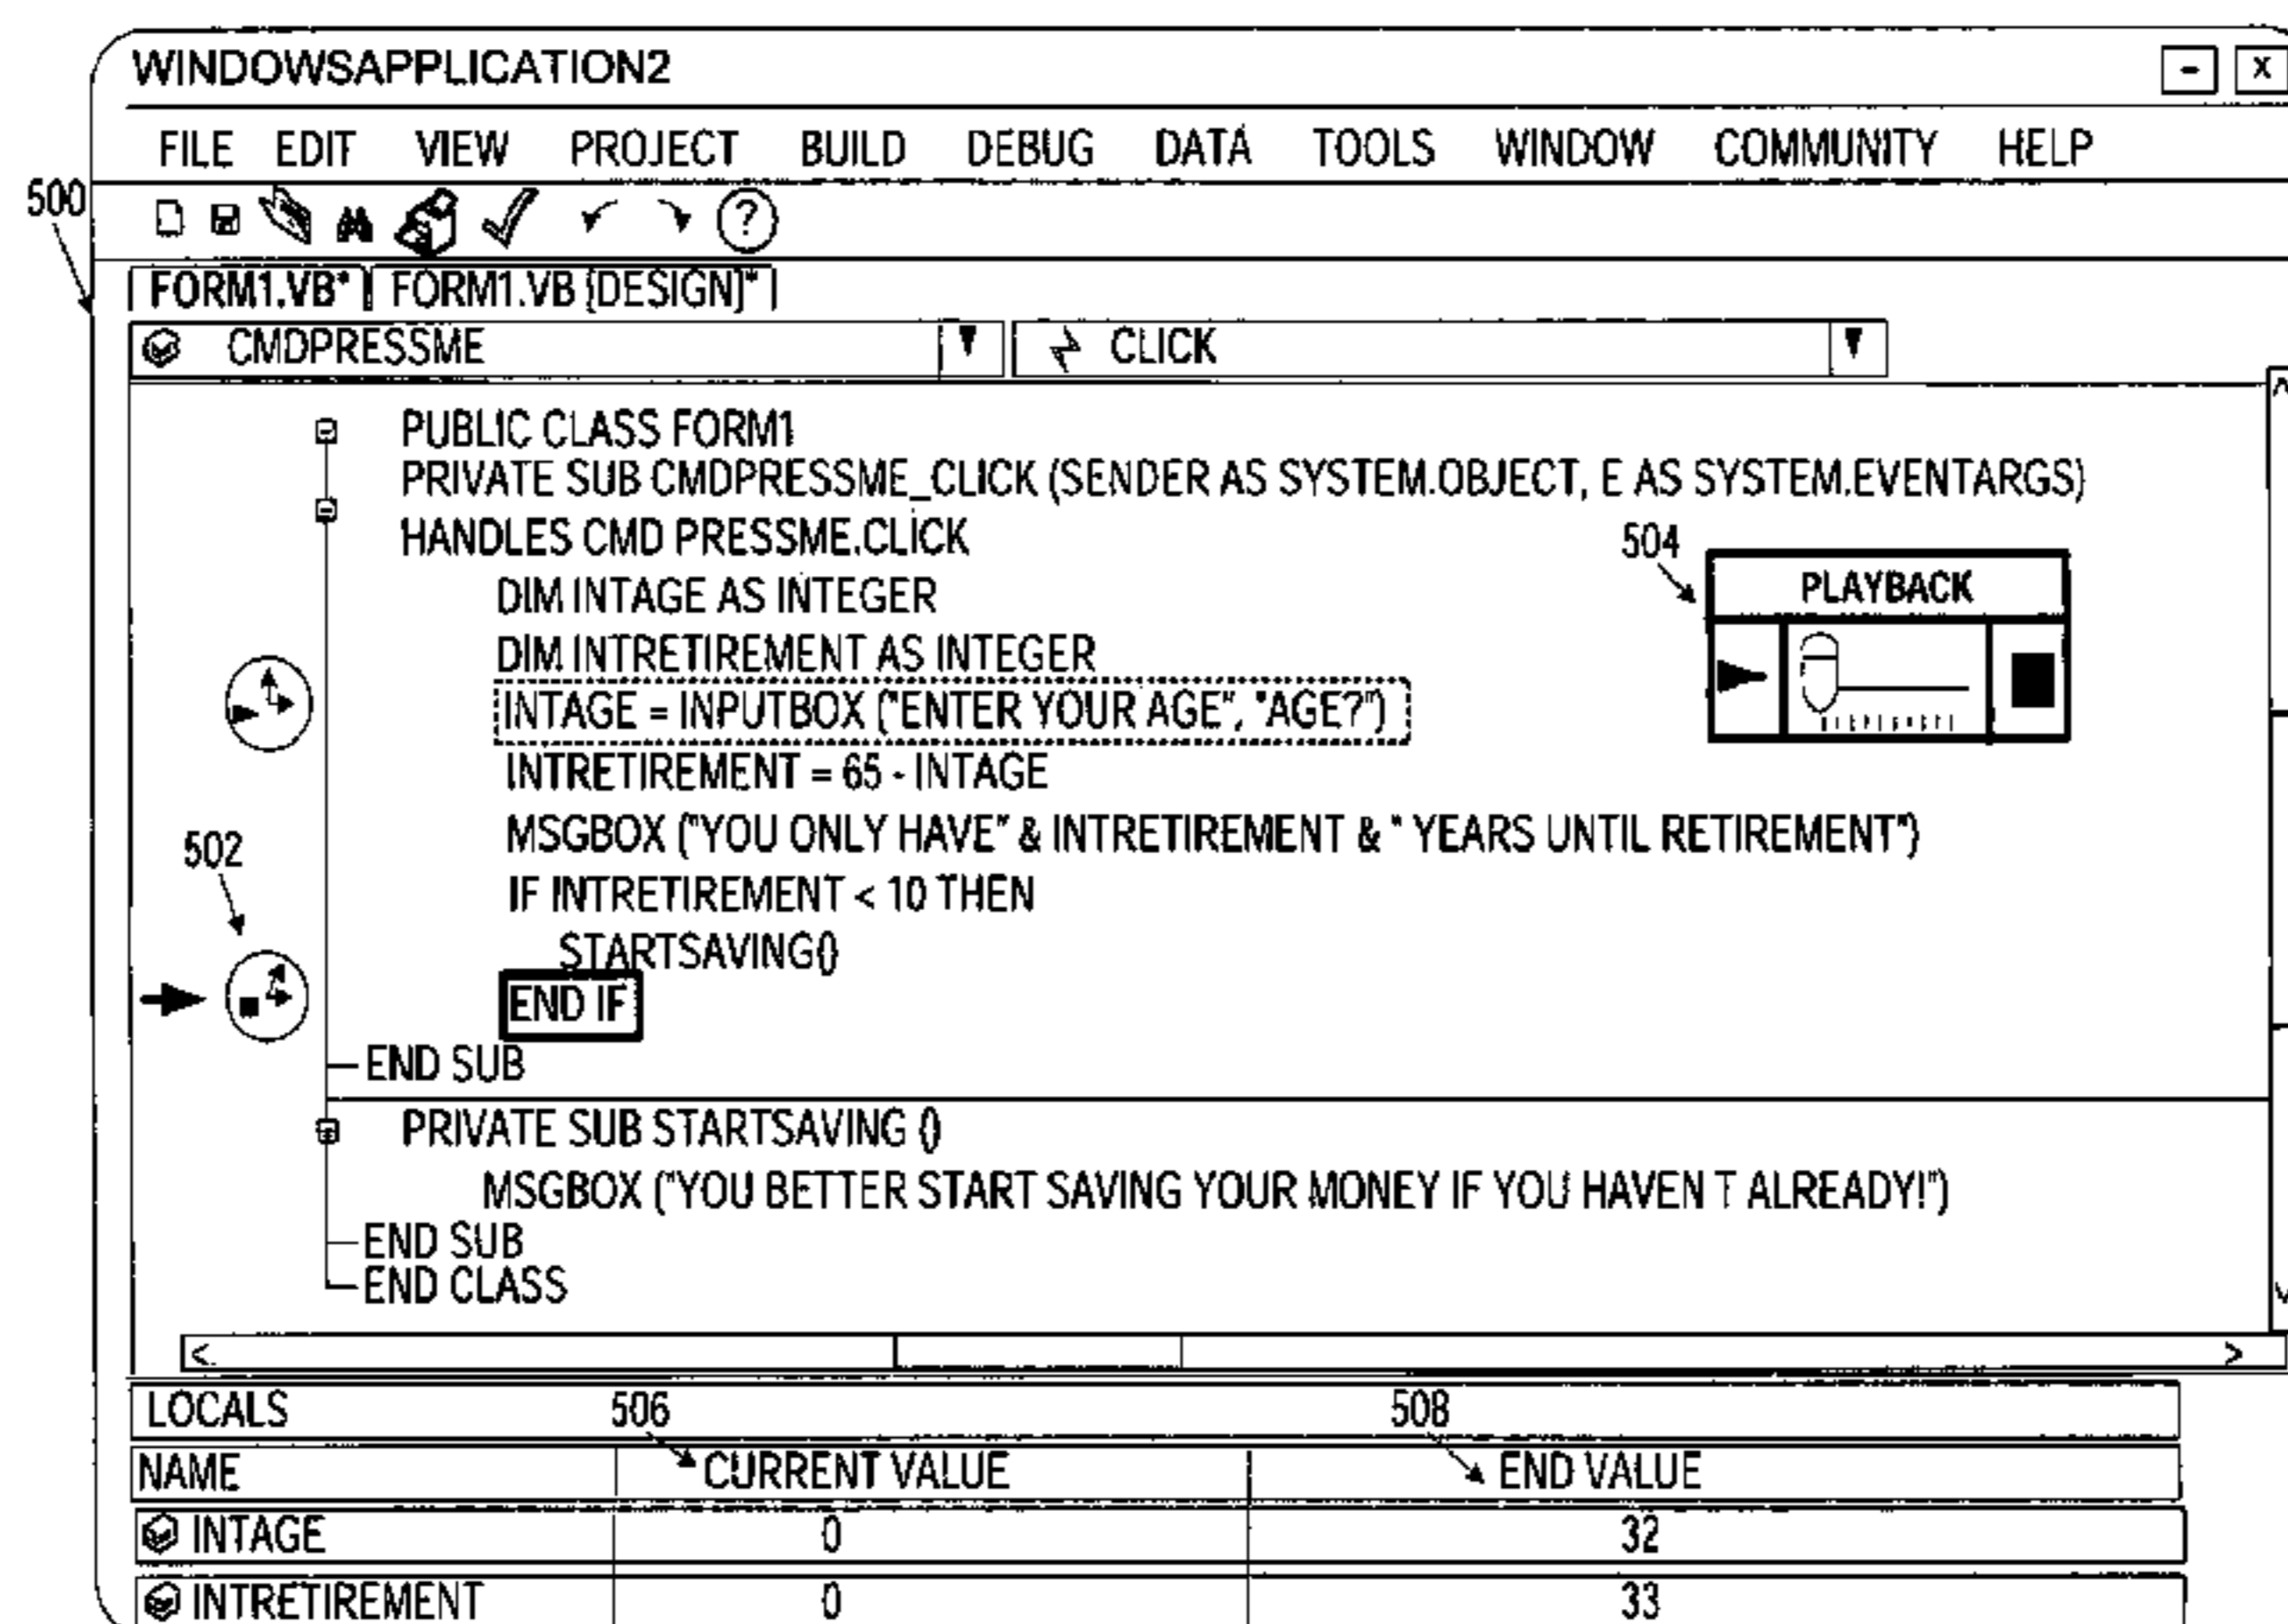 WINDOWSAPPLICATION2 - X
FILE EDIT VIEW PROJECT BUILD DEBUG DATA TOOLS WINDOW COMMUNITY HELP
500
?
FORM1.VB* FORM1.VB [DESIGN]*
CMDPRESSME CLICK
PUBLIC CLASS FORM1
PRIVATE SUB CMDPRESSME_CLICK (SENDER AS SYSTEM.OBJECT, E AS SYSTEM.EVENTARGS)
HANDLES CMD PRESSME.CLICK
504
DIM INTAGE AS INTEGER
PLAYBACK
DIM INTRETIREMENT AS INTEGER
INTAGE = INPUTBOX ("ENTER YOUR AGE", "AGE?")
INTRETIREMENT = 65 - INTAGE
MSGBOX ("YOU ONLY HAVE" & INTRETIREMENT & " YEARS UNTIL RETIREMENT")
502
IF INTRETIREMENT < 10 THEN
STARTSAVING()
END IF
END SUB
PRIVATE SUB STARTSAVING ()
MSGBOX ("YOU BETTER START SAVING YOUR MONEY IF YOU HAVEN T ALREADY!")
END SUB
END CLASS
< >
LOCALS 506 508
NAME CURRENT VALUE END VALUE
INTAGE 0 32
INTRETIREMENT 0 33